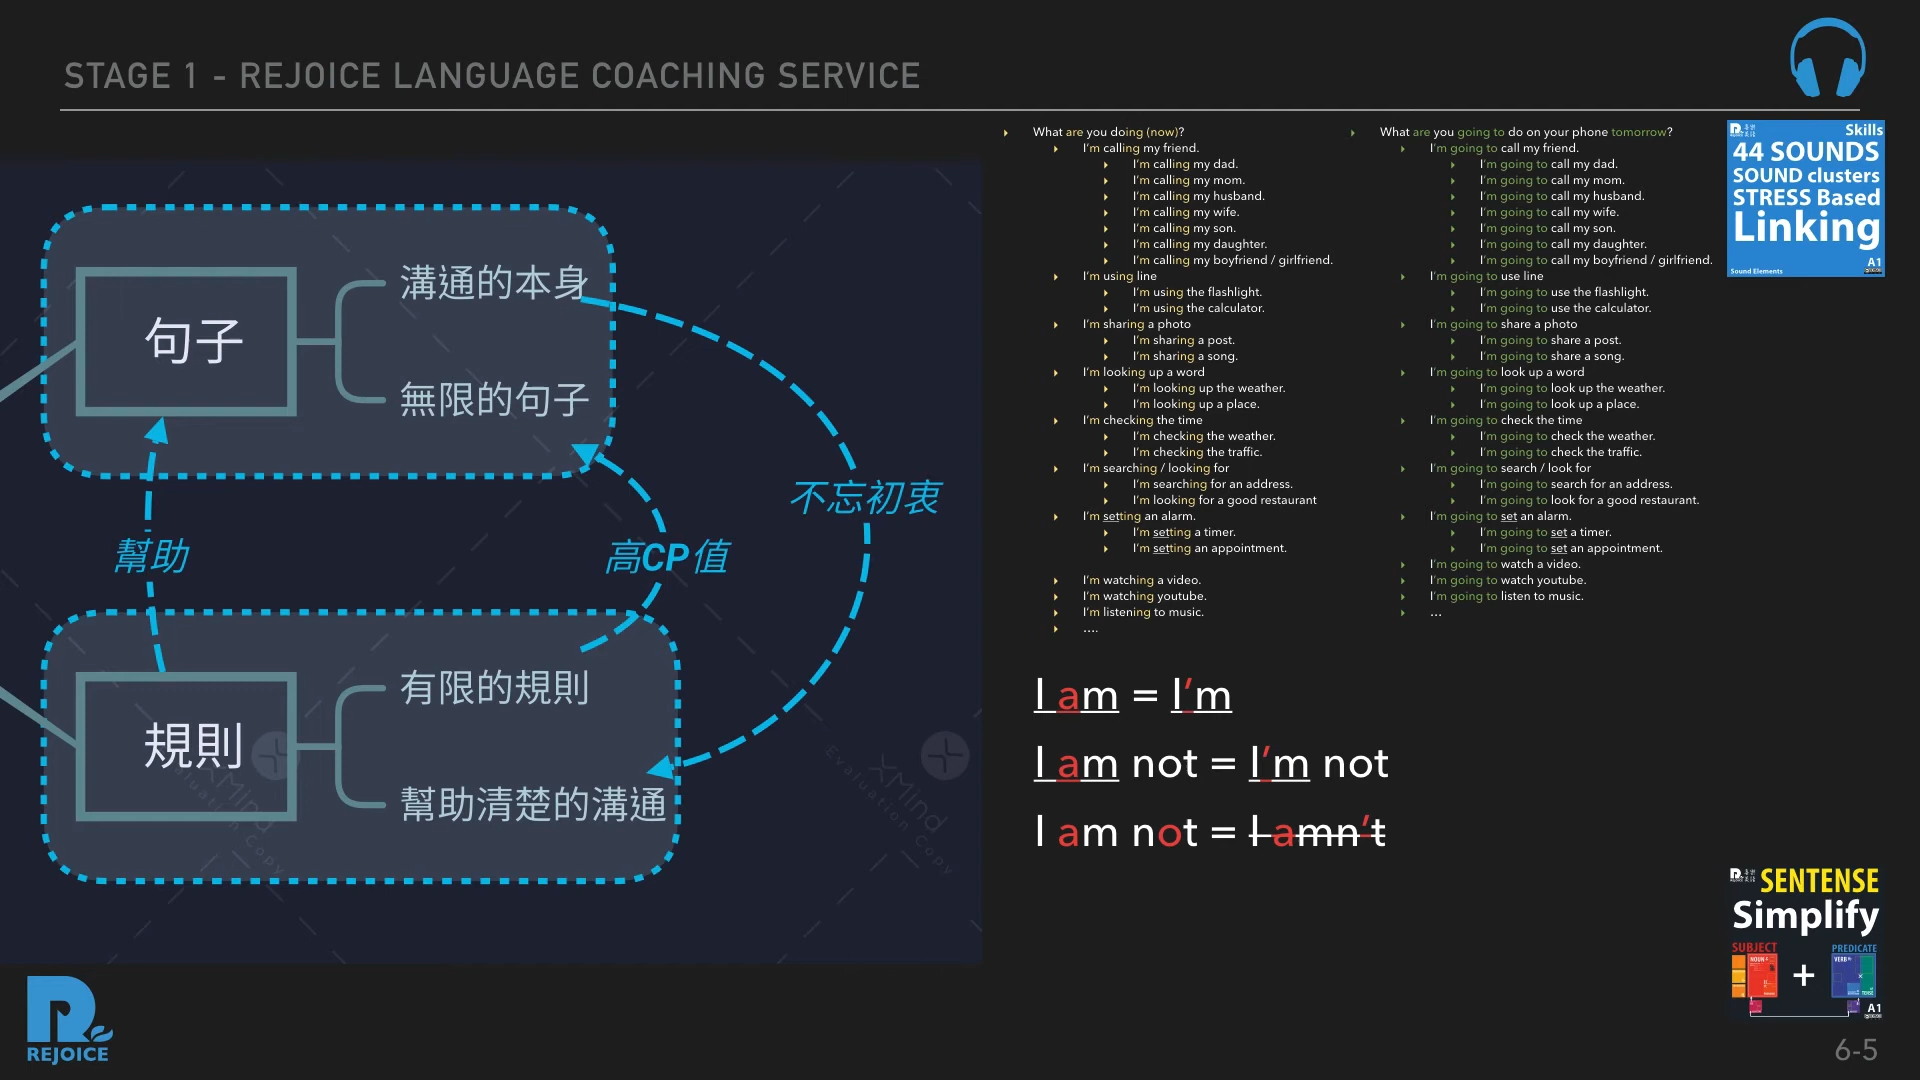 STAGE 1 - REJOICE LANGUAGE COACHING SERVICE
句子
溝通的本身
無限的句子
幫助
高CP值
不忘初衷
規則
有限的規則
幫助清楚的溝通
XMind
Evaluation Copy
XMind
Evaluation Copy
What are you doing (now)?
I'm calling my friend.
I'm calling my dad.
I'm calling my mom.
I'm calling my husband.
I'm calling my wife.
I'm calling my son.
I'm calling my daughter.
I'm calling my boyfriend / girlfriend.
I'm using line
I'm using the flashlight.
I'm using the calculator.
I'm sharing a photo
I'm sharing a post.
I'm sharing a song.
I'm looking up a word
I'm looking up the weather.
I'm looking up a place.
I'm checking the time
I'm checking the weather.
I'm checking the traffic.
I'm searching / looking for
I'm searching for an address.
I'm looking for a good restaurant
I'm setting an alarm.
I'm setting a timer.
I'm setting an appointment.
I'm watching a video.
I'm watching youtube.
I'm listening to music.
....
What are you going to do on your phone tomorrow?
I'm going to call my friend.
I'm going to call my dad.
I'm going to call my mom.
I'm going to call my husband.
I'm going to call my wife.
I'm going to call my son.
I'm going to call my daughter.
I'm going to call my boyfriend / girlfriend.
I'm going to use line
I'm going to use the flashlight.
I'm going to use the calculator.
I'm going to share a photo
I'm going to share a post.
I'm going to share a song.
I'm going to look up a word
I'm going to look up the weather.
I'm going to look up a place.
I'm going to check the time
I'm going to check the weather.
I'm going to check the traffic.
I'm going to search / look for
I'm going to search for an address.
I'm going to look for a good restaurant.
I'm going to set an alarm.
I'm going to set a timer.
I'm going to set an appointment.
I'm going to watch a video.
I'm going to watch youtube.
I'm going to listen to music.
...
I am = I'm
I am not = I'm not
I am not = I amn't
Skills
44 SOUNDS
SOUND clusters
STRESS Based
Linking
A1
Sound Elements
SENTENSE
Simplify
SUBJECT
PREDICATE
NOUN
VERB
+
TENSE
A1
REJOICE
6-5